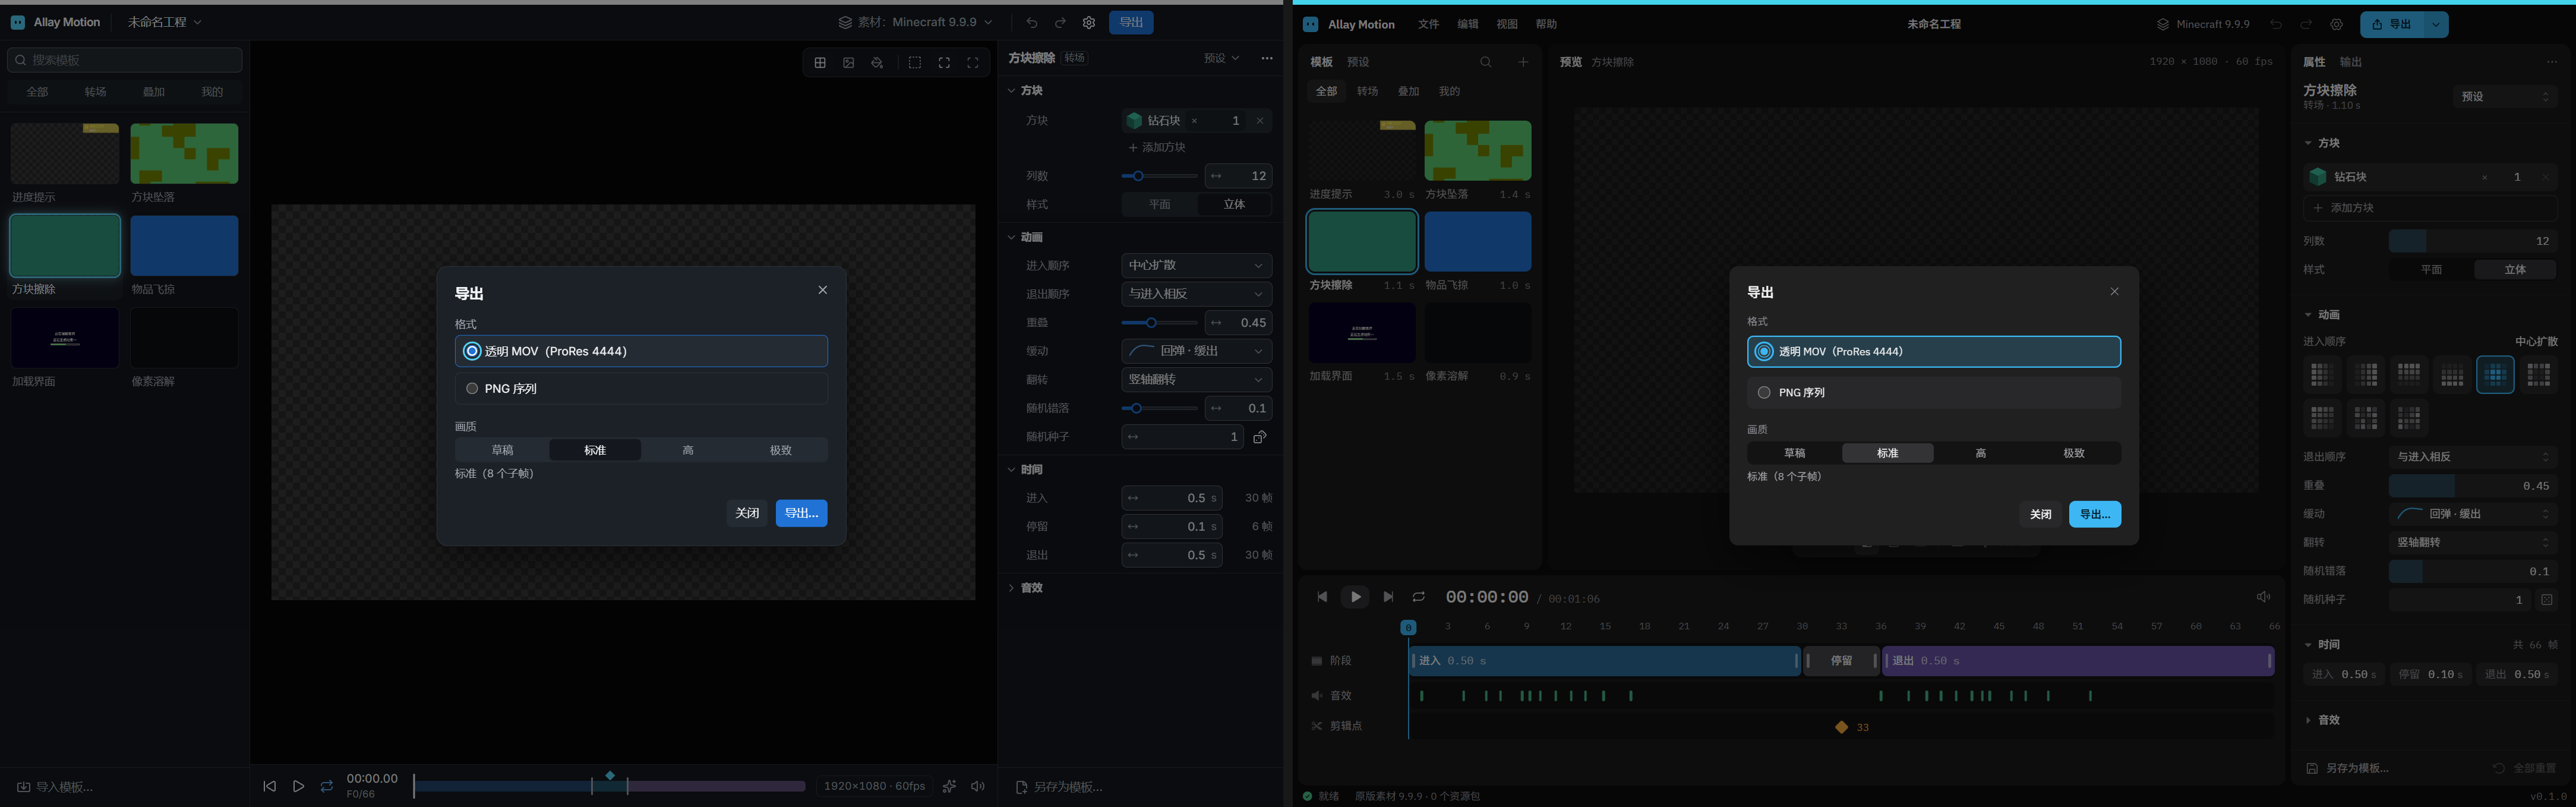 Allay Motion
未命名工程
素材: Minecraft 9.9.9
导出
搜索模板
全部 转场 叠加 我的
进度提示 方块坠落
方块擦除 物品飞掠
加载界面 像素溶解
导入模板...
导出
格式
透明 MOV（ProRes 4444）
PNG 序列
画质
草稿 标准 高 极致
标准（8 个子帧）
关闭 导出...
00:00.00
F0/66
1920×1080 · 60fps
方块擦除 转场 预设
方块
方块 钻石块 × 1
添加方块
列数 12
样式 平面 立体
动画
进入顺序 中心扩散
退出顺序 与进入相反
重叠 0.45
缓动 回弹 · 缓出
翻转 竖轴翻转
随机错落 0.1
随机种子 1
时间
进入 0.5 s 30 帧
停留 0.1 s 6 帧
退出 0.5 s 30 帧
音效
另存为模板...
Allay Motion 文件 编辑 视图 帮助
未命名工程
Minecraft 9.9.9
导出
模板 预设
全部 转场 叠加 我的
进度提示 3.0 s 方块坠落 1.4 s
方块擦除 1.1 s 物品飞掠 1.0 s
加载界面 1.5 s 像素溶解 0.9 s
预览 方块擦除
1920 × 1080 · 60 fps
导出
格式
透明 MOV（ProRes 4444）
PNG 序列
画质
草稿 标准 高 极致
标准（8 个子帧）
关闭 导出...
00:00:00 / 00:01:06
0 3 6 9 12 15 18 21 24 27 30 33 36 39 42 45 48 51 54 57 60 63 66
阶段 进入 0.50 s 停留 退出 0.50 s
音效
剪辑点 33
就绪 原版素材 9.9.9 · 0 个资源包
属性 输出
方块擦除
转场 · 1.10 s
预设
方块
钻石块 × 1
添加方块
列数 12
样式 平面 立体
动画
进入顺序 中心扩散
退出顺序 与进入相反
重叠 0.45
缓动 回弹 · 缓出
翻转 竖轴翻转
随机错落 0.1
随机种子 1
时间 共 66 帧
进入 0.50 s 停留 0.10 s 退出 0.50 s
音效
另存为模板... 全部重置
v0.1.0